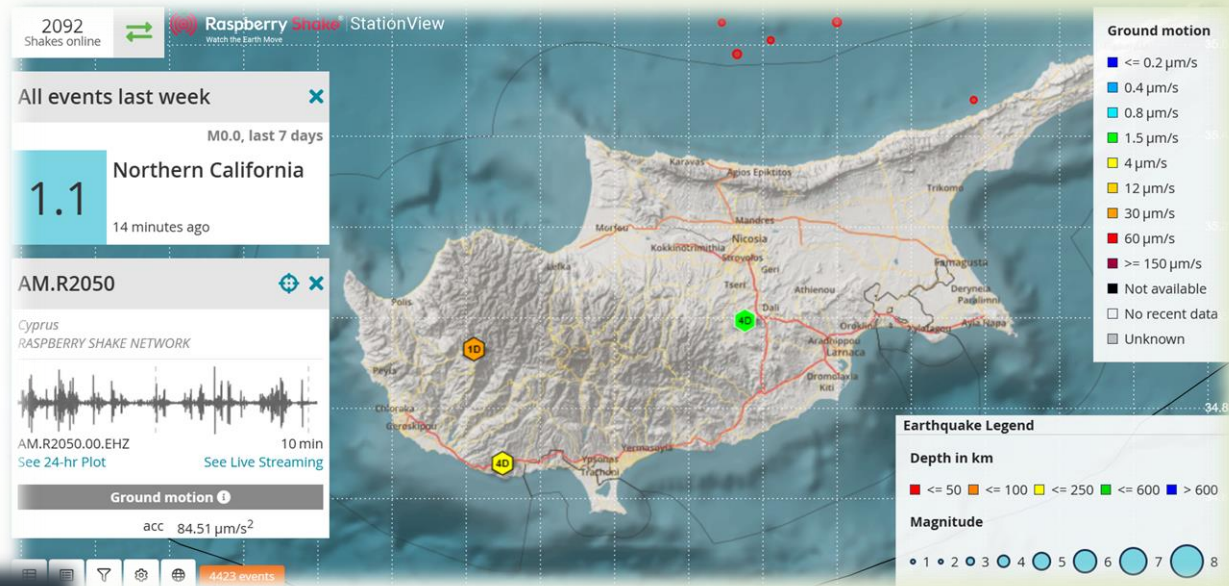 2092
Shakes online
Raspberry Shake® StationView
Watch the Earth Move
All events last week
M0.0, last 7 days
1.1
Northern California
14 minutes ago
AM.R2050
Cyprus
RASPBERRY SHAKE NETWORK
AM.R2050.00.EHZ
10 min
See 24-hr Plot
See Live Streaming
Ground motion
acc 84.51 µm/s²
4423 events
Karavas
Agios Epiktitos
Trikomo
Morfou
Mandres
Nicosia
Kokkinotrimithia
Strovolos
Geri
Lefka
Famagusta
Tseri
Athienou
Deryneia
Paralimni
Polis
Dali
4D
Xylofagou
Ayia Napa
Aradhippou
Larnaca
1D
Peyia
Oromolaxia
Kiti
Chloraka
Geroskipou
Yermasoyia
4D
Ypsonas
Trachoni
34.8
Ground motion
<= 0.2 µm/s
0.4 µm/s
0.8 µm/s
1.5 µm/s
4 µm/s
12 µm/s
30 µm/s
60 µm/s
>= 150 µm/s
Not available
No recent data
Unknown
Earthquake Legend
Depth in km
<= 50 <= 100 <= 250 <= 600 > 600
Magnitude
1 2 3 4 5 6 7 8